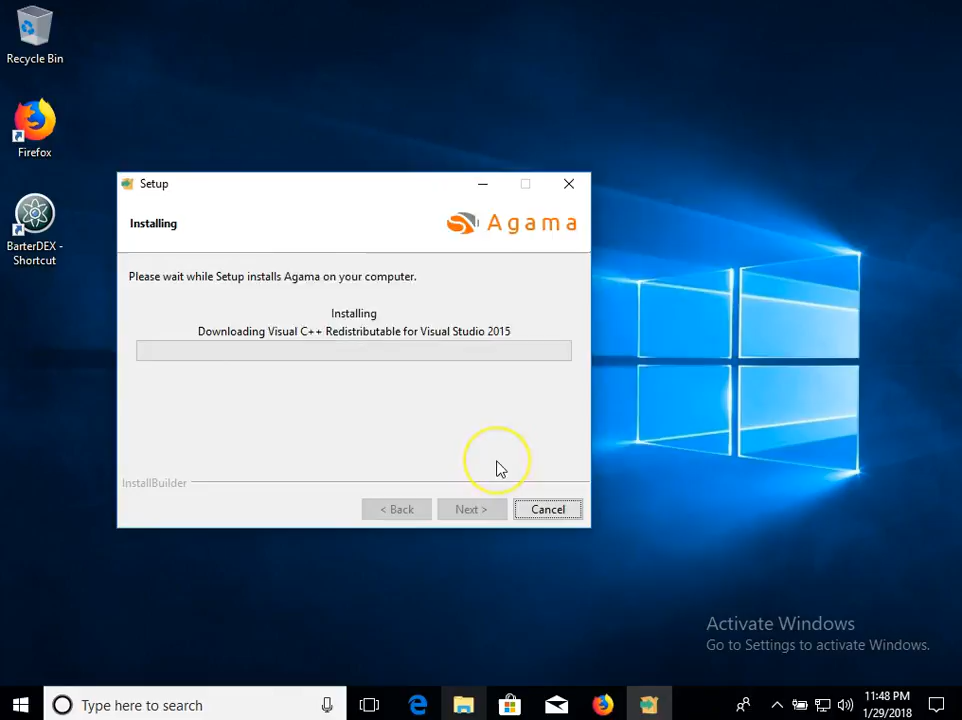 Recycle Bin
Firefox
BarterDEX -
Shortcut
Setup
Installing
Agama
Please wait while Setup installs Agama on your computer.
Installing
Downloading Visual C++ Redistributable for Visual Studio 2015
InstallBuilder
< Back
Next >
Cancel
Activate Windows
Go to Settings to activate Windows.
Type here to search
11:48 PM
1/29/2018